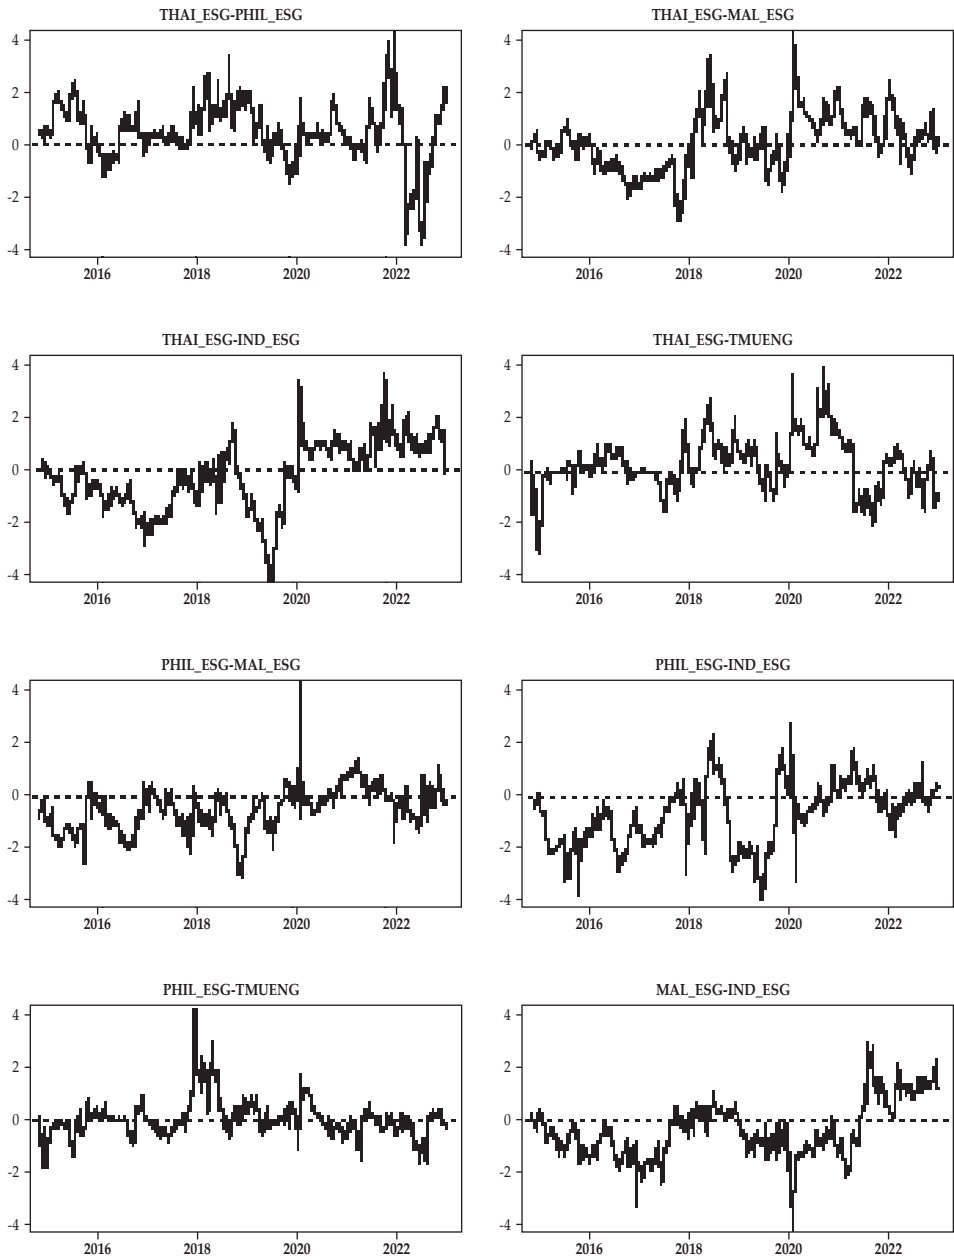 THAI_ESG-PHIL_ESG
4
2
0
-2
-4
2016 2018 2020 2022
THAI_ESG-MAL_ESG
4
2
0
-2
-4
2016 2018 2020 2022
THAI_ESG-IND_ESG
4
2
0
-2
-4
2016 2018 2020 2022
THAI_ESG-TMUENG
4
2
0
-2
-4
2016 2018 2020 2022
PHIL_ESG-MAL_ESG
4
2
0
-2
-4
2016 2018 2020 2022
PHIL_ESG-IND_ESG
4
2
0
-2
-4
2016 2018 2020 2022
PHIL_ESG-TMUENG
4
2
0
-2
-4
2016 2018 2020 2022
MAL_ESG-IND_ESG
4
2
0
-2
-4
2016 2018 2020 2022